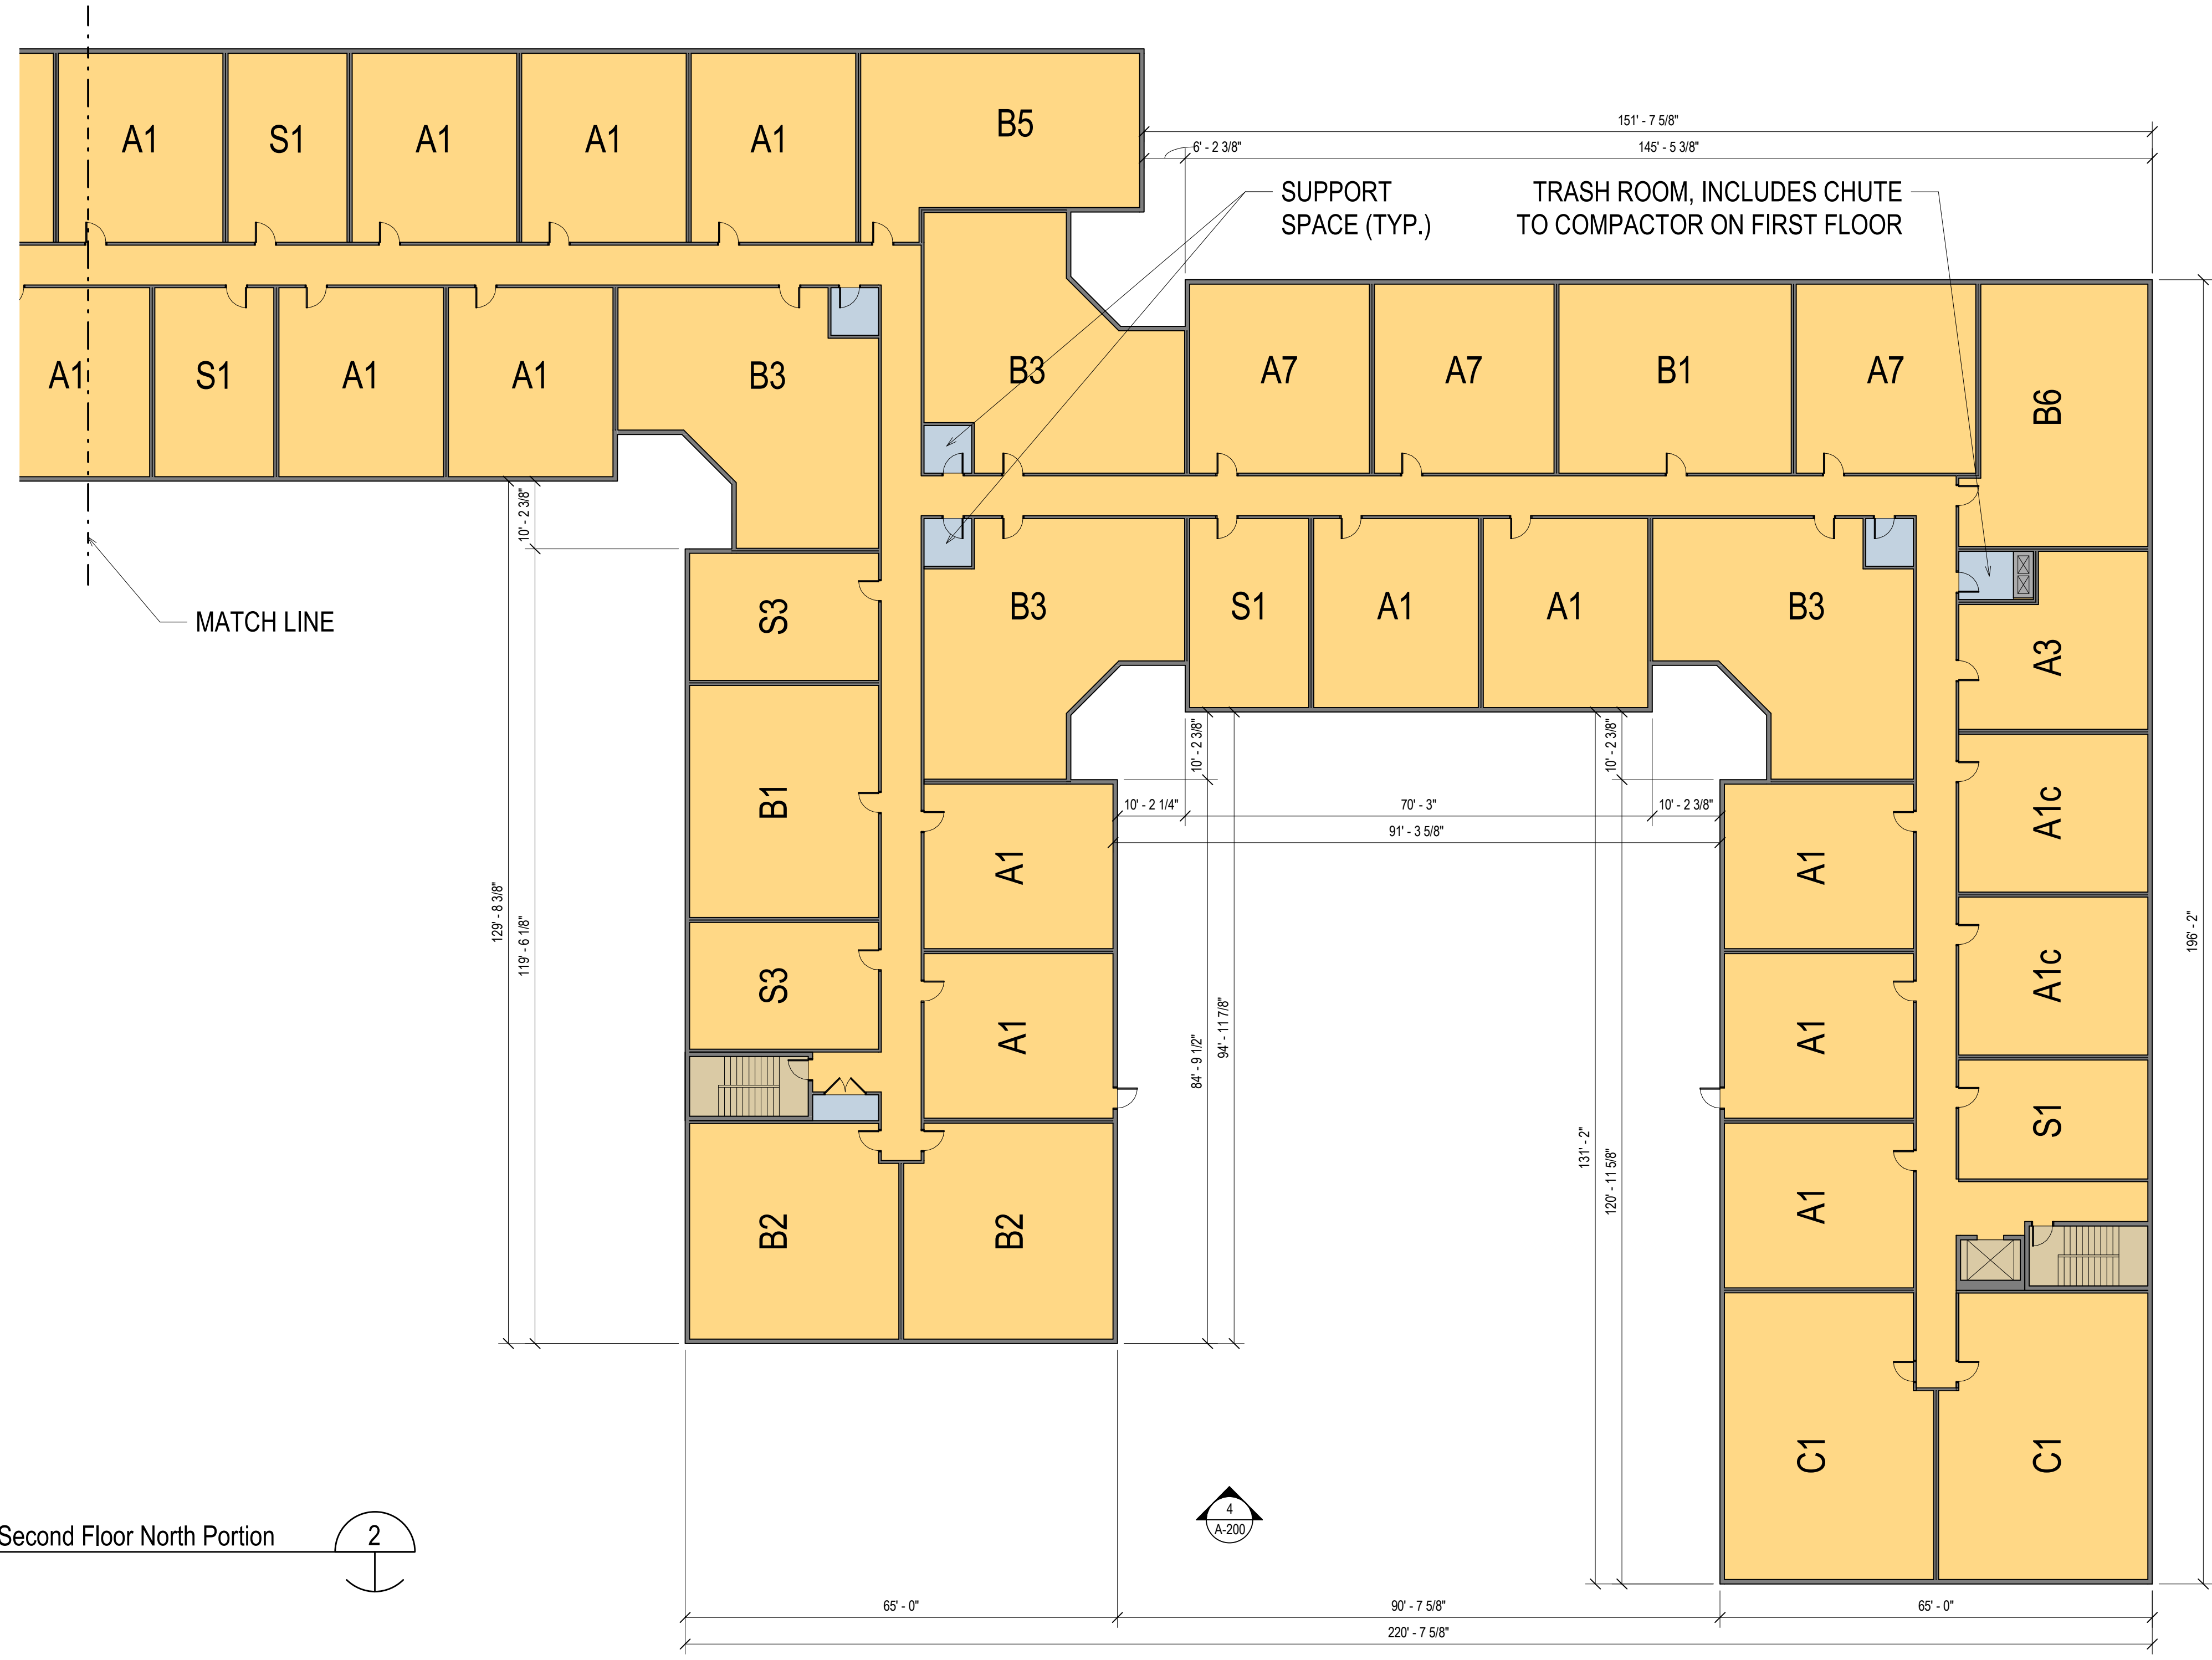 151' - 7 5/8"
6' - 2 3/8"
145' - 5 3/8"
A1
S1
A1
A1
A1
B5
SUPPORT
SPACE (TYP.)
TRASH ROOM, INCLUDES CHUTE
TO COMPACTOR ON FIRST FLOOR
A1
S1
A1
A1
B3
B3
A7
A7
B1
A7
B6
10' - 2 3/8"
MATCH LINE
S3
B3
S1
A1
A1
B3
A3
10' - 2 3/8"
10' - 2 3/8"
B1
10' - 2 1/4"
70' - 3"
10' - 2 3/8"
91' - 3 5/8"
A1c
A1
A1
129' - 8 3/8"
119' - 6 1/8"
196' - 2"
S3
A1
84' - 9 1/2"
94' - 11 7/8"
A1
A1c
131' - 2"
120' - 11 5/8"
S1
A1
B2
B2
C1
C1
4
A-200
Second Floor North Portion
2
65' - 0"
90' - 7 5/8"
65' - 0"
220' - 7 5/8"